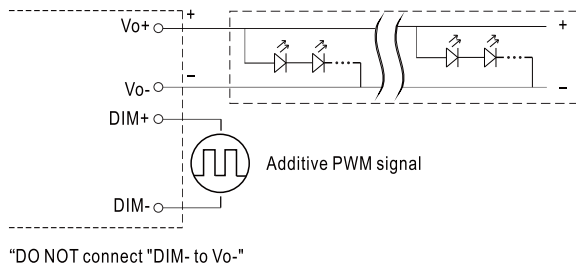 Vo+
+
+
−
Vo-
−
DIM+
Additive PWM signal
DIM-
“DO NOT connect "DIM- to Vo-"